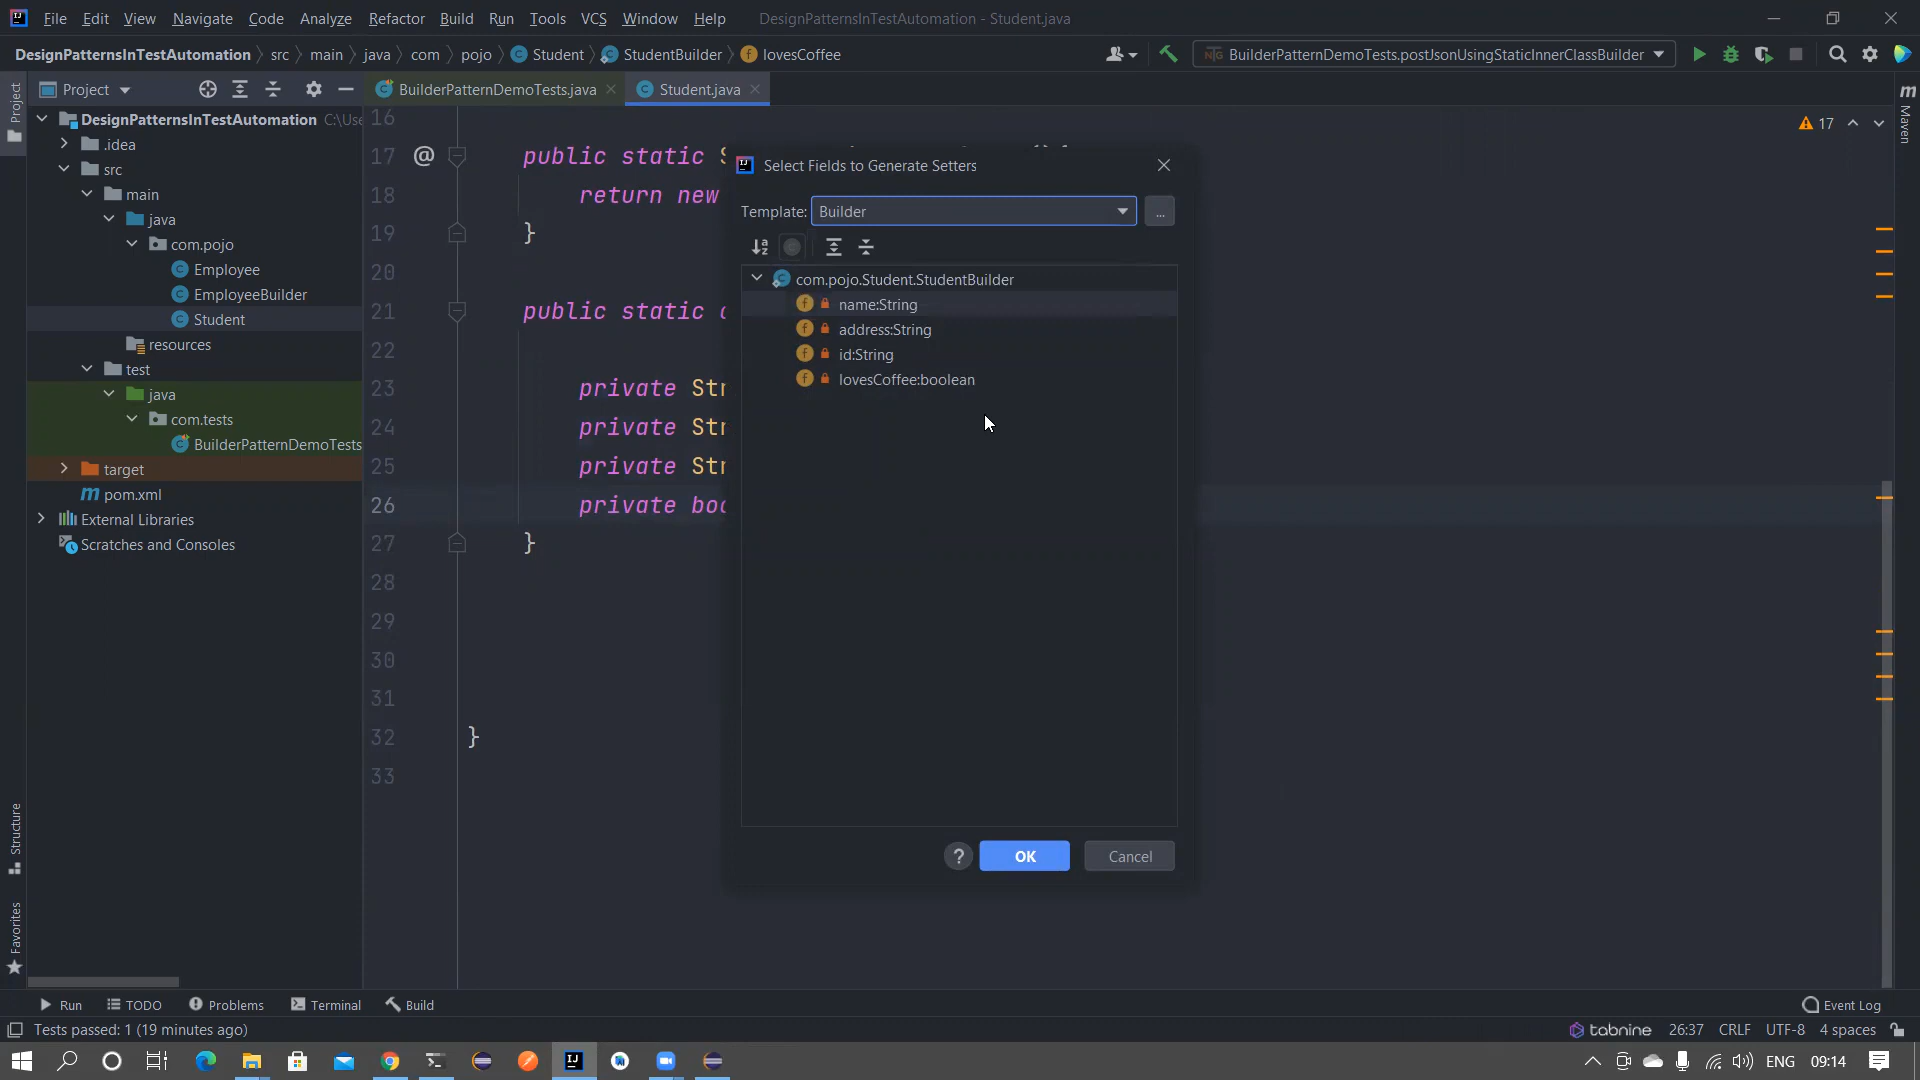 File Edit View Navigate Code Analyze Refactor Build Run Tools VCS Window Help DesignPatternsInTestAutomation - Student.java
DesignPatternsInTestAutomation src main java com pojo Student StudentBuilder lovesCoffee
BuilderPatternDemoTests.postJsonUsingStaticInnerClassBuilder
Project
BuilderPatternDemoTests.java
Student.java
Project
Maven
Structure
Favorites
DesignPatternsInTestAutomation C:\Use
.idea
src
main
java
com.pojo
Employee
EmployeeBuilder
Student
resources
test
java
com.tests
BuilderPatternDemoTests
target
pom.xml
External Libraries
Scratches and Consoles
17
16
17 @ public static
18 return new
19 }
20
21 public static
22
23 private Str
24 private Str
25 private Str
26 private boo
27 }
28
29
30
31
32 }
33
Select Fields to Generate Setters
Template: Builder ...
com.pojo.Student.StudentBuilder
name:String
address:String
id:String
lovesCoffee:boolean
? OK Cancel
Run TODO Problems Terminal Build Event Log
Tests passed: 1 (19 minutes ago) tabnine 26:37 CRLF UTF-8 4 spaces
ENG 09:14